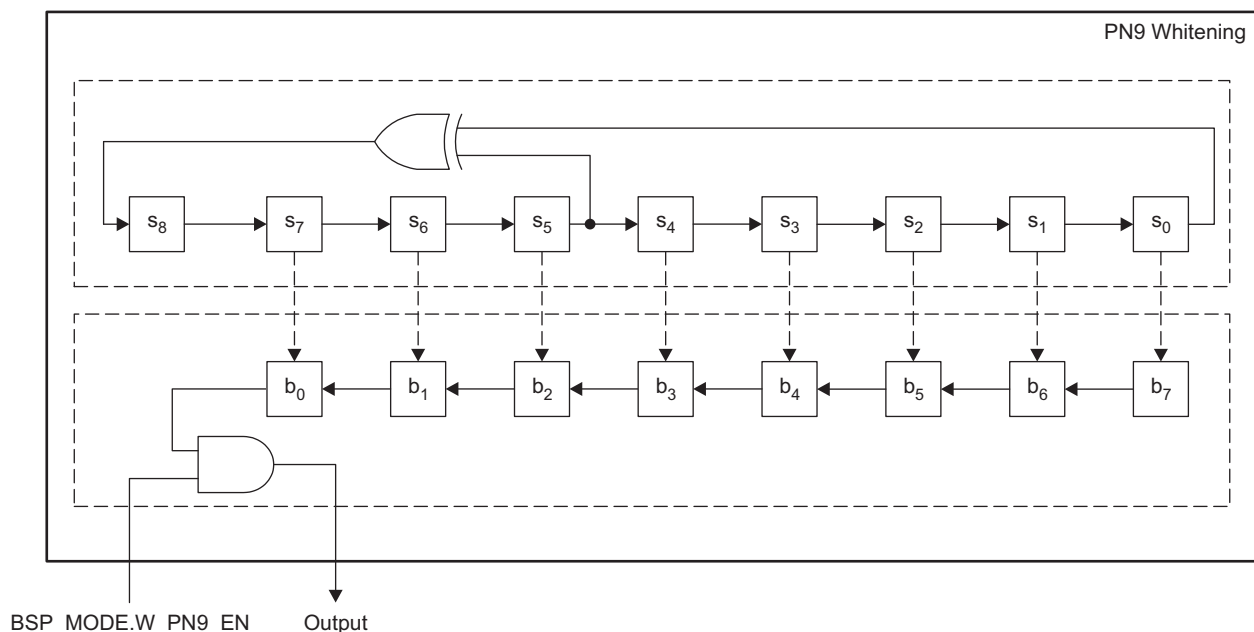 PN9 Whitening
s8 s7 s6 s5 s4 s3 s2 s1 s0
b0 b1 b2 b3 b4 b5 b6 b7
BSP_MODE.W_PN9_EN Output